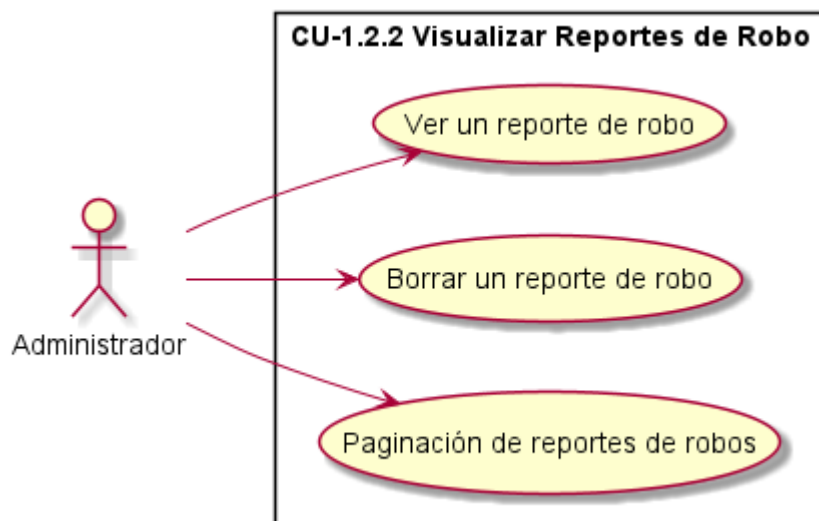 CU-1.2.2 Visualizar Reportes de Robo
Ver un reporte de robo
Borrar un reporte de robo
Administrador
Paginación de reportes de robos